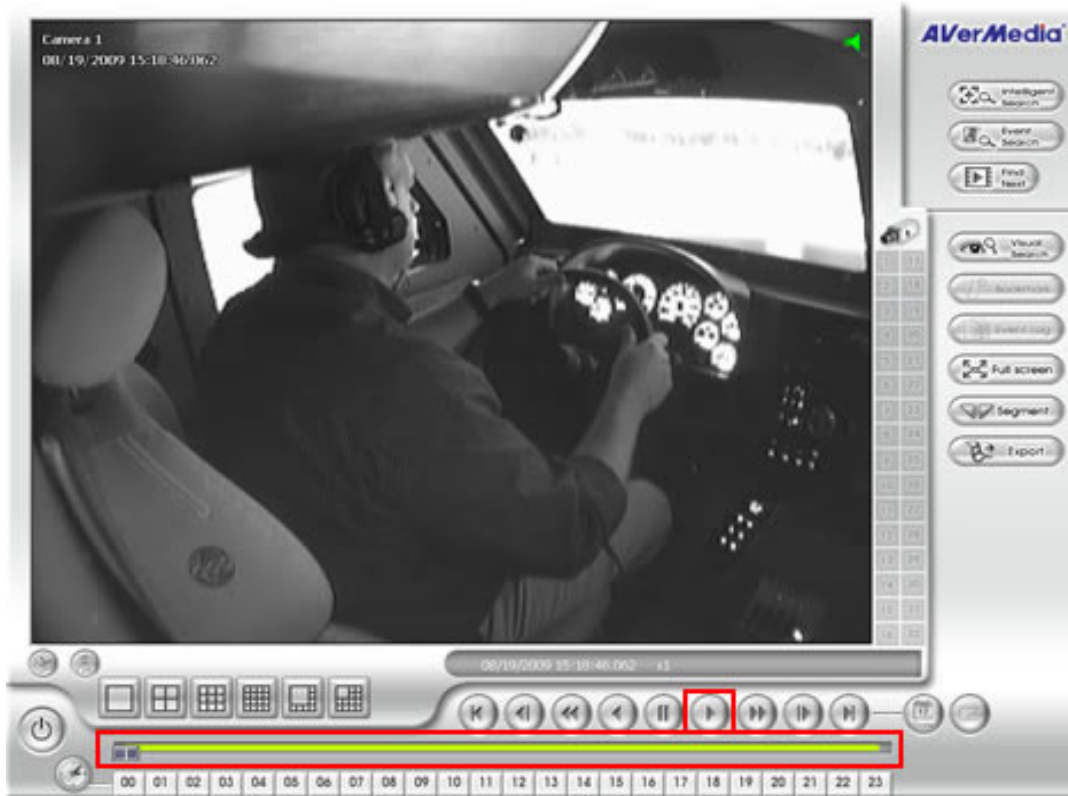 Camera 1
08/19/2009 15:18:46.062
AVerMedia
Intelligent
Search
Event
Search
Find
Next
Visual
Search
Bookmark
Event Log
Full screen
Segment
Export
08/19/2009 15:18:46.062 x1
00 01 02 03 04 05 06 07 08 09 10 11 12 13 14 15 16 17 18 19 20 21 22 23